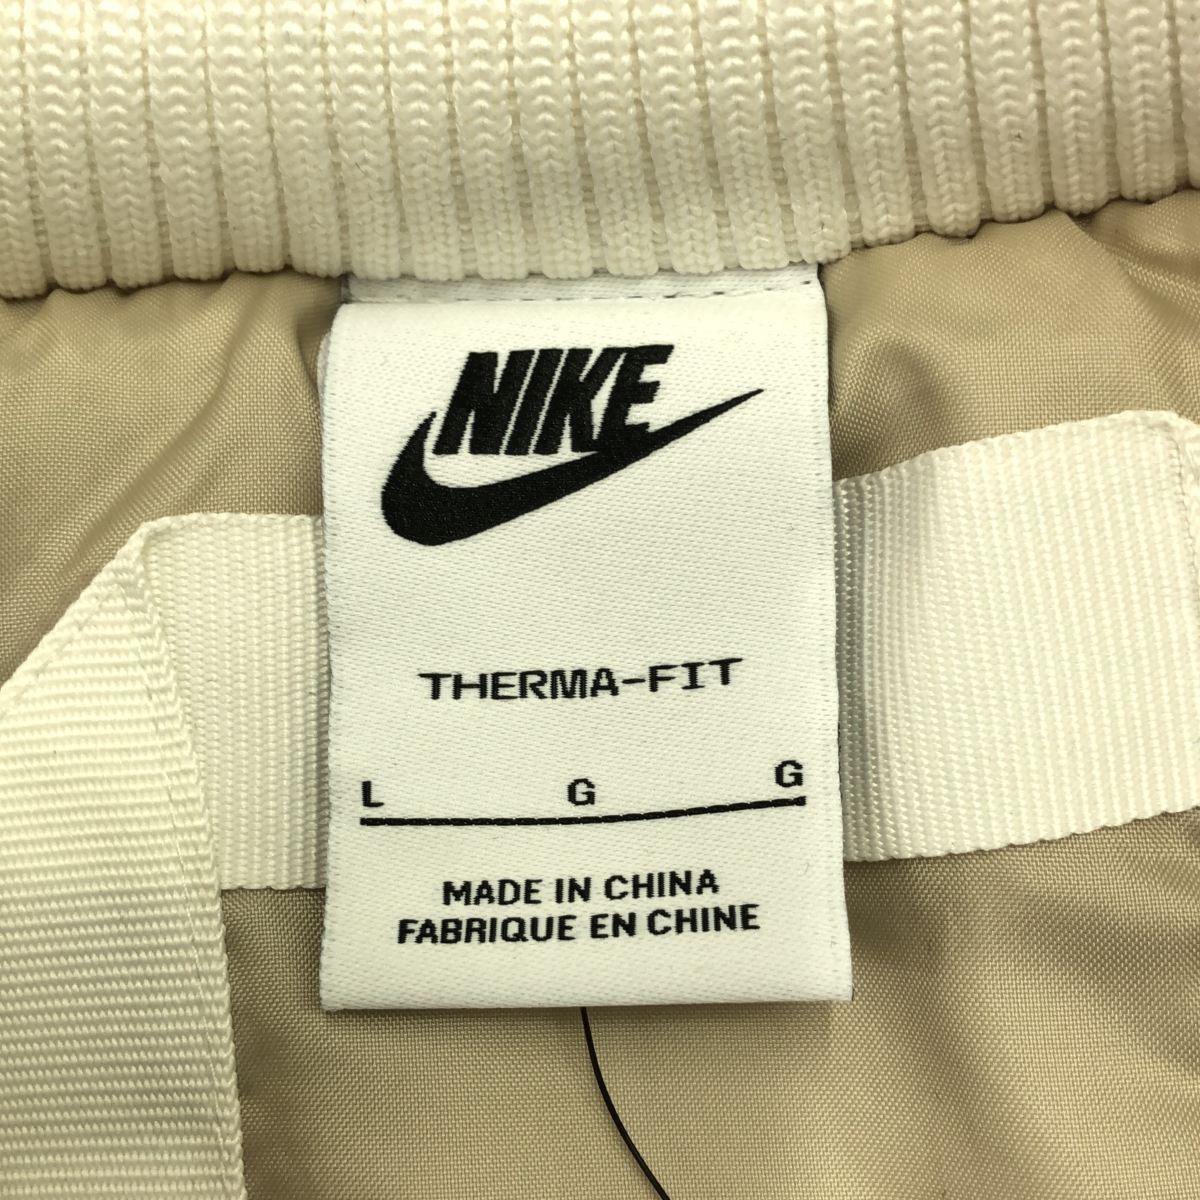 NIKE
THERMA-FIT
L G G
MADE IN CHINA
FABRIQUE EN CHINE